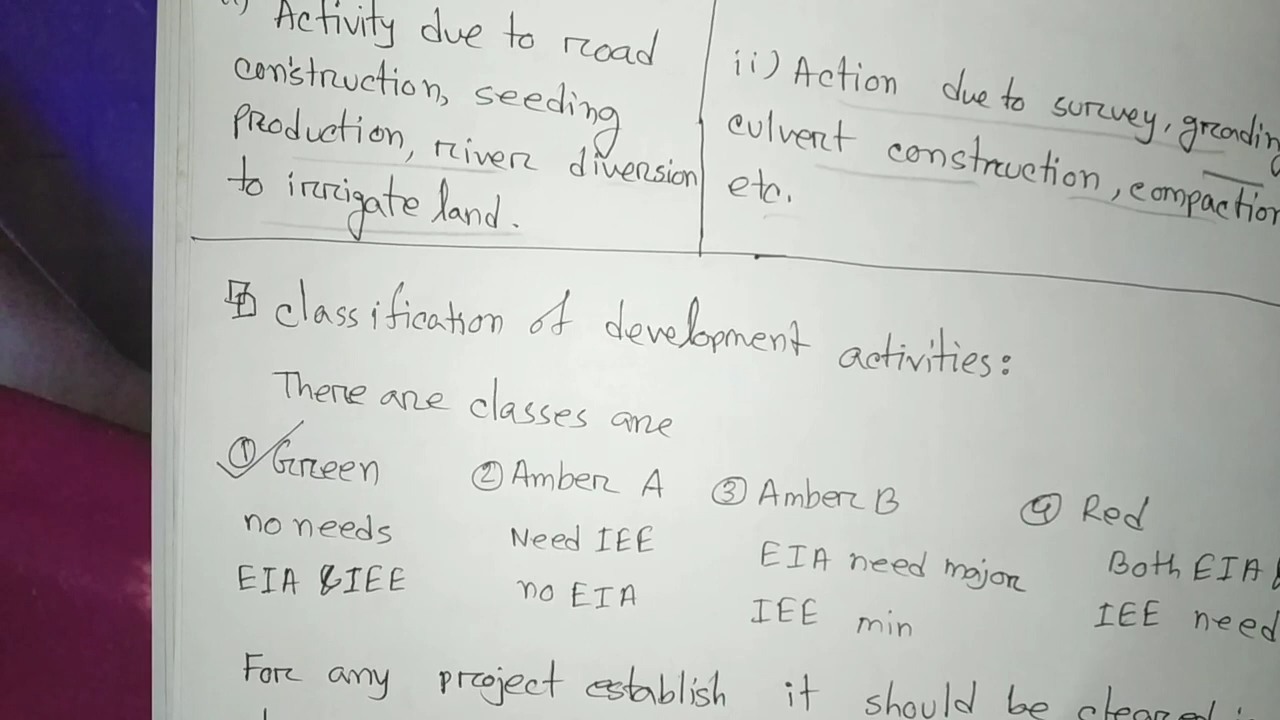 Activity due to road
construction, seeding
production, river diversion
to irrigate land.
ii) Action due to survey, grading
culvert construction, compaction
etc.
classification of development activities:
There are classes are
① Green
no needs
EIA & IEE
② Amber A
Need IEE
no EIA
③ Amber B
EIA need major
IEE min
④ Red
Both EIA &
IEE need
For any project establish it should be cleared